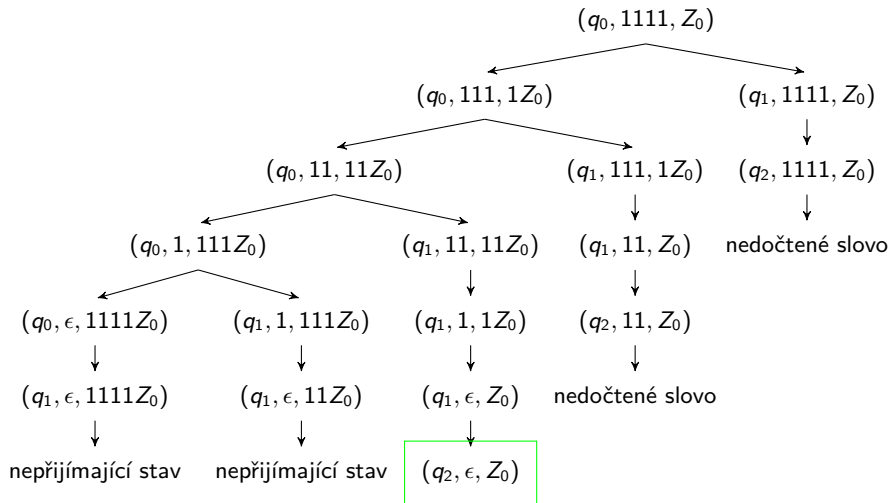 (q₀, 1111, Z₀)
(q₀, 111, 1Z₀) (q₁, 1111, Z₀)
(q₀, 11, 11Z₀) (q₁, 111, 1Z₀) (q₂, 1111, Z₀)
(q₀, 1, 111Z₀) (q₁, 11, 11Z₀) (q₁, 11, Z₀) nedočtené slovo
(q₀, ϵ, 1111Z₀) (q₁, 1, 111Z₀) (q₁, 1, 1Z₀) (q₂, 11, Z₀)
(q₁, ϵ, 1111Z₀) (q₁, ϵ, 11Z₀) (q₁, ϵ, Z₀) nedočtené slovo
nepřijímající stav nepřijímající stav (q₂, ϵ, Z₀)